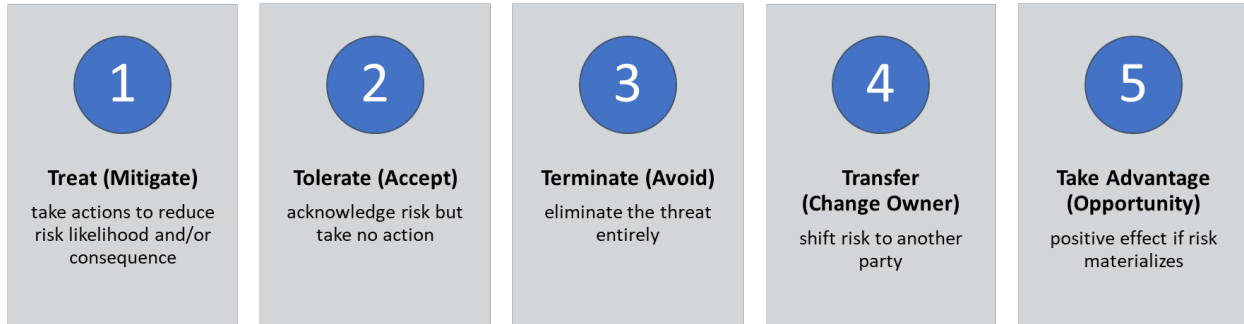 1
Treat (Mitigate)
take actions to reduce
risk likelihood and/or
consequence
2
Tolerate (Accept)
acknowledge risk but
take no action
3
Terminate (Avoid)
eliminate the threat
entirely
4
Transfer
(Change Owner)
shift risk to another
party
5
Take Advantage
(Opportunity)
positive effect if risk
materializes